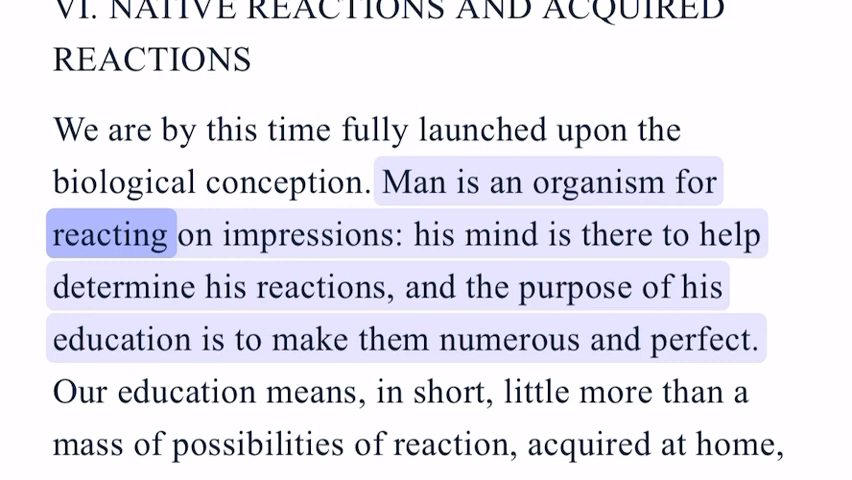 VI. NATIVE REACTIONS AND ACQUIRED
REACTIONS
We are by this time fully launched upon the
biological conception. Man is an organism for
reacting on impressions: his mind is there to help
determine his reactions, and the purpose of his
education is to make them numerous and perfect.
Our education means, in short, little more than a
mass of possibilities of reaction, acquired at home,